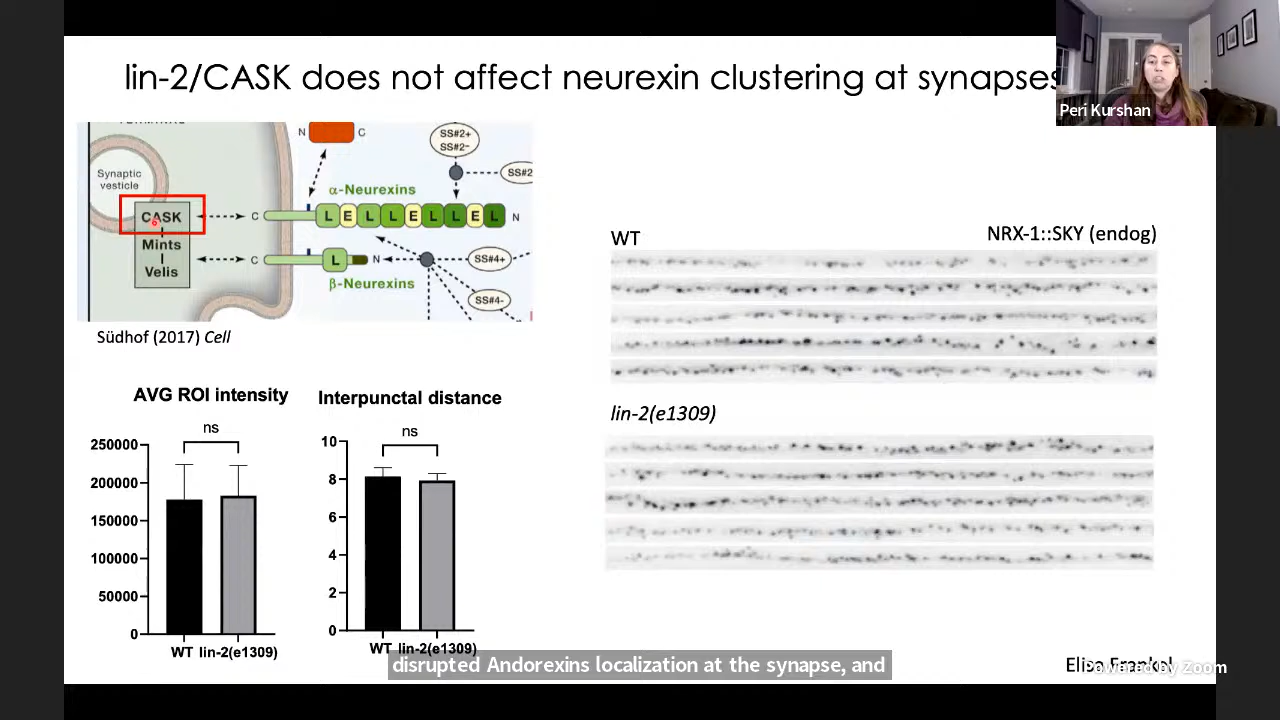 lin-2/CASK does not affect neurexin clustering at synapses
Peri Kurshan
N C
SS#2+
SS#2−
SS#2
Synaptic
vesicle
α-Neurexins
CASK
C L E L L E L L E L N
Mints
Velis
C L N
SS#4+
β-Neurexins
SS#4-
Südhof (2017) Cell
WT NRX-1::SKY (endog)
lin-2(e1309)
AVG ROI intensity
ns
250000
200000
150000
100000
50000
0
WT lin-2(e1309)
Interpunctal distance
ns
10
8
6
4
2
0
WT lin-2(e1309)
disrupted Andorexins localization at the synapse, and
Powered by Zoom